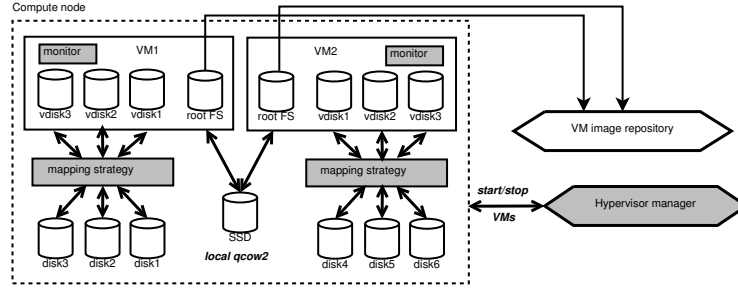 Compute node
monitor VM1
VM2 monitor
vdisk3 vdisk2 vdisk1 root FS
root FS vdisk1 vdisk2 vdisk3
VM image repository
mapping strategy
mapping strategy
start/stop
VMs
Hypervisor manager
SSD
local qcow2
disk3 disk2 disk1
disk4 disk5 disk6